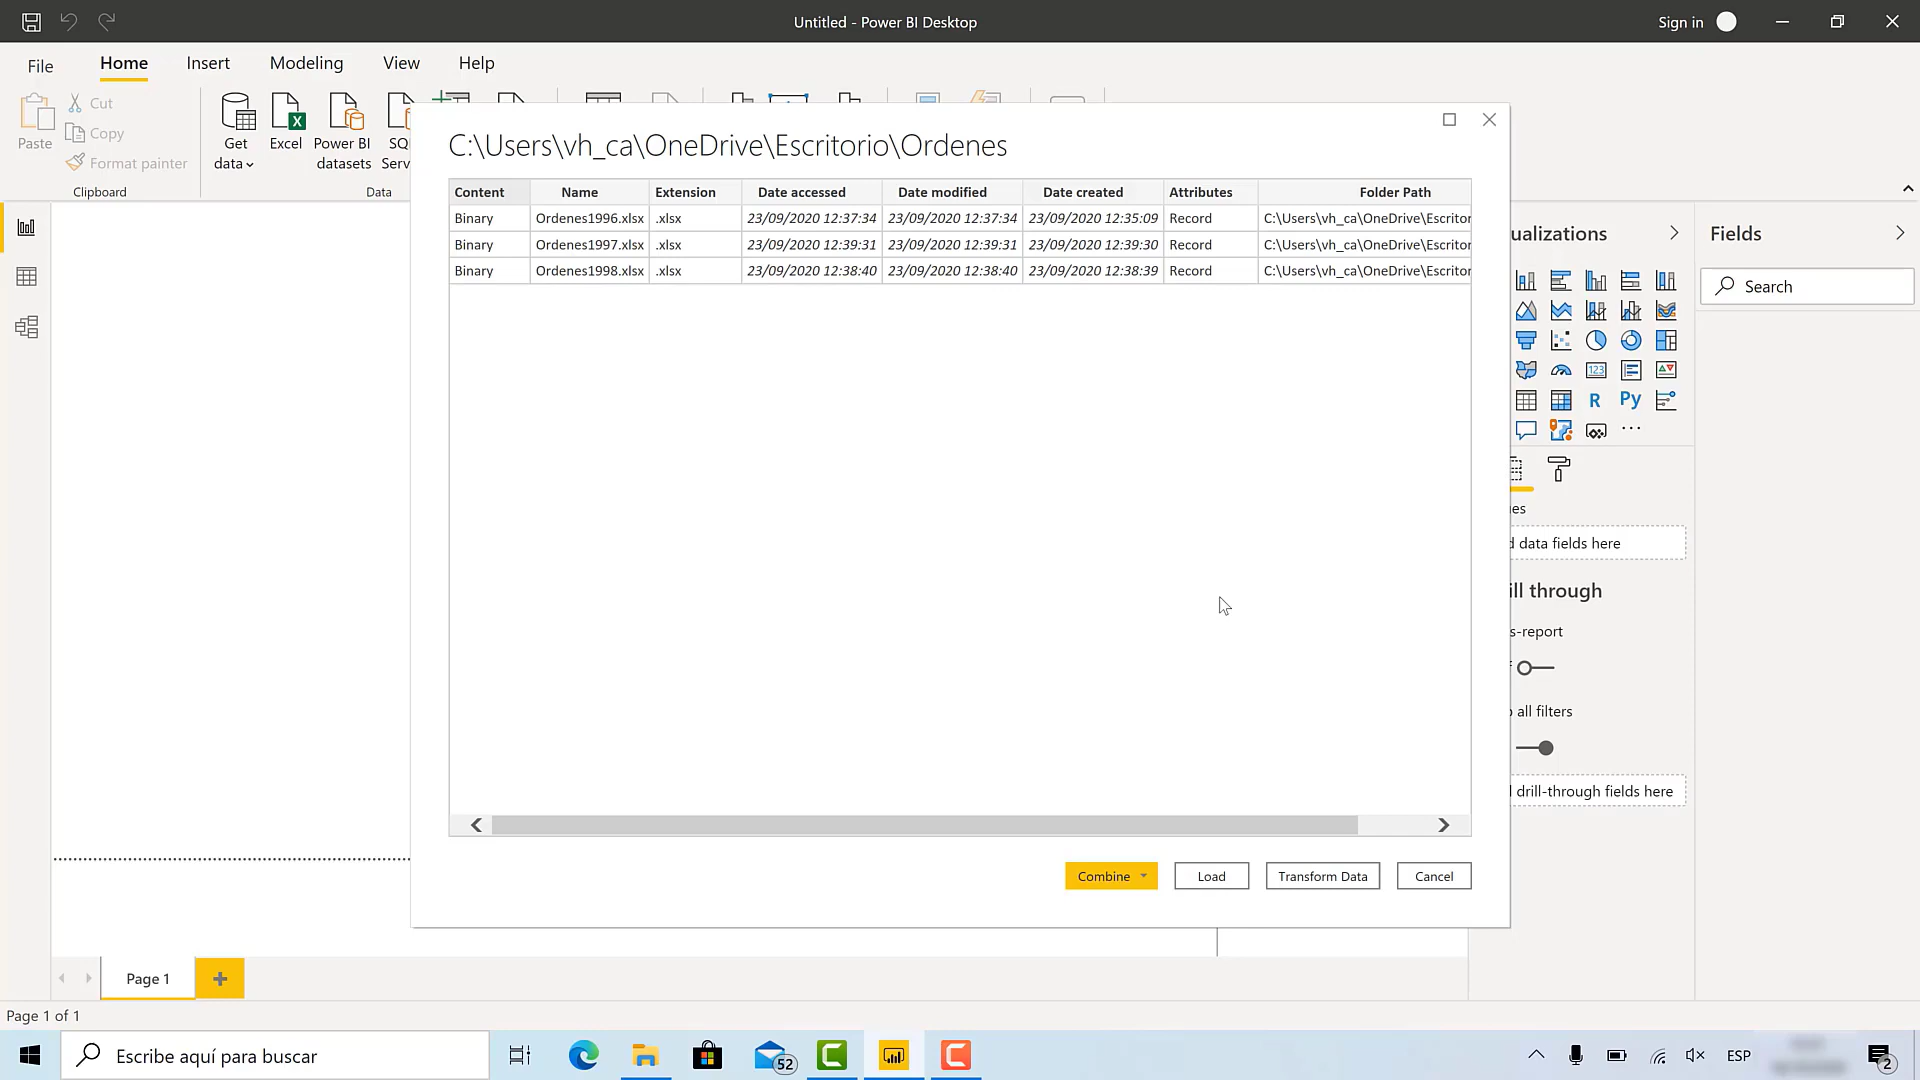 Untitled - Power BI Desktop
Sign in
File
Home
Insert
Modeling
View
Help
Paste
Cut
Copy
Format painter
Clipboard
Get
data
Excel
Power BI
datasets
SQ
Serv
Data
C:\Users\vh_ca\OneDrive\Escritorio\Ordenes
Content Name Extension Date accessed Date modified Date created Attributes Folder Path
Binary Ordenes1996.xlsx .xlsx 23/09/2020 12:37:34 23/09/2020 12:37:34 23/09/2020 12:35:09 Record C:\Users\vh_ca\OneDrive\Escritor
Binary Ordenes1997.xlsx .xlsx 23/09/2020 12:39:31 23/09/2020 12:39:31 23/09/2020 12:39:30 Record C:\Users\vh_ca\OneDrive\Escritor
Binary Ordenes1998.xlsx .xlsx 23/09/2020 12:38:40 23/09/2020 12:38:40 23/09/2020 12:38:39 Record C:\Users\vh_ca\OneDrive\Escritor
Combine
Load
Transform Data
Cancel
ualizations
123
R
Py
...
es
d data fields here
ill through
s-report
all filters
drill-through fields here
Fields
Search
Page 1
Page 1 of 1
Escribe aquí para buscar
52
ESP
2